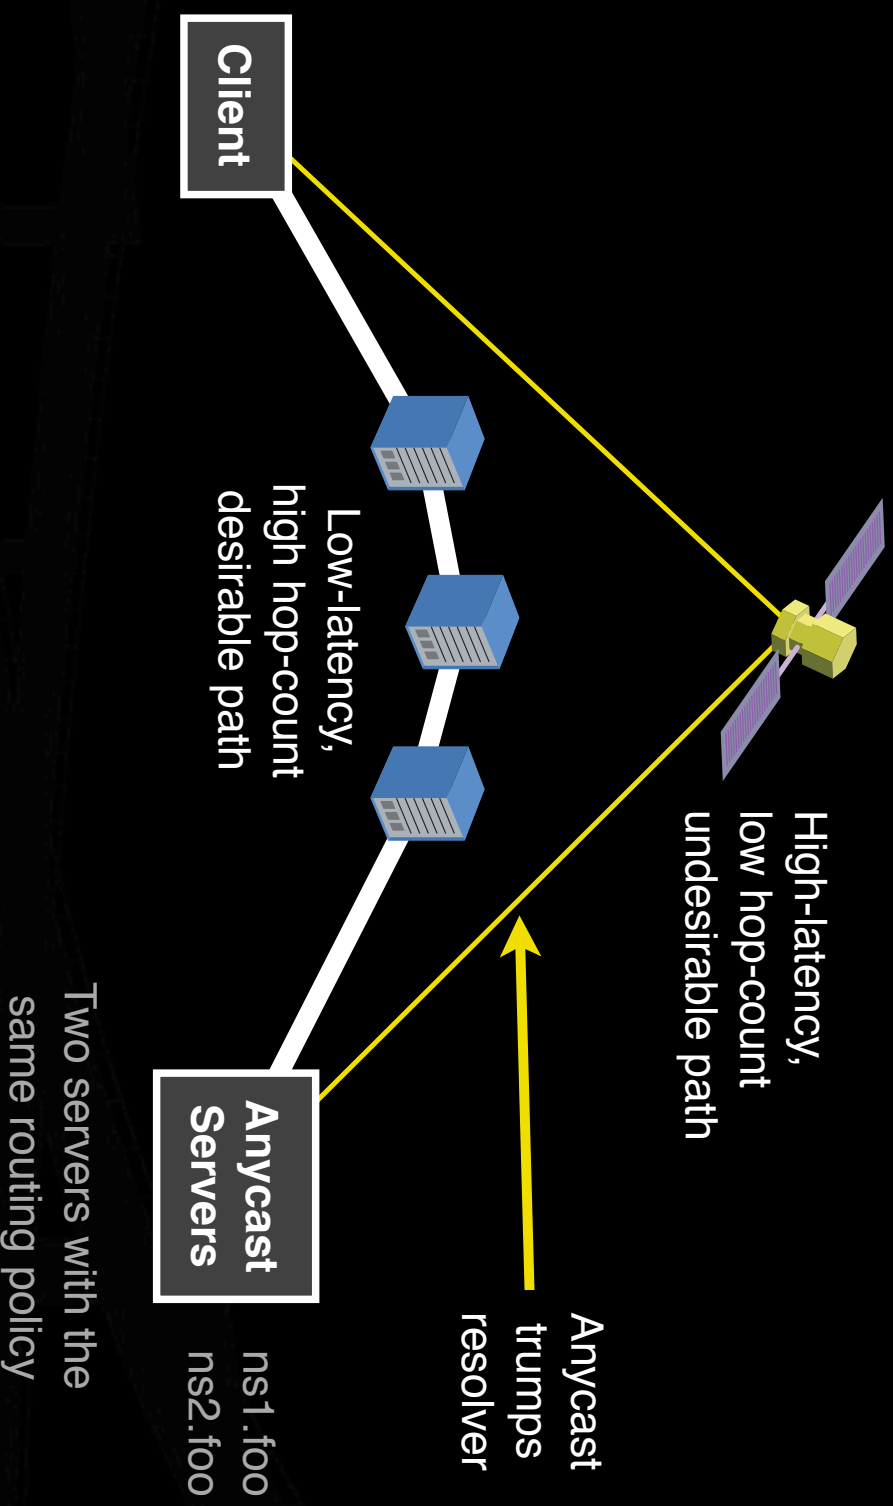 High-latency,
low hop-count
undesirable path
Anycast
trumps
resolver
Client
Low-latency,
high hop-count
desirable path
Anycast
Servers
ns1.foo
ns2.foo
Two servers with the
same routing policy